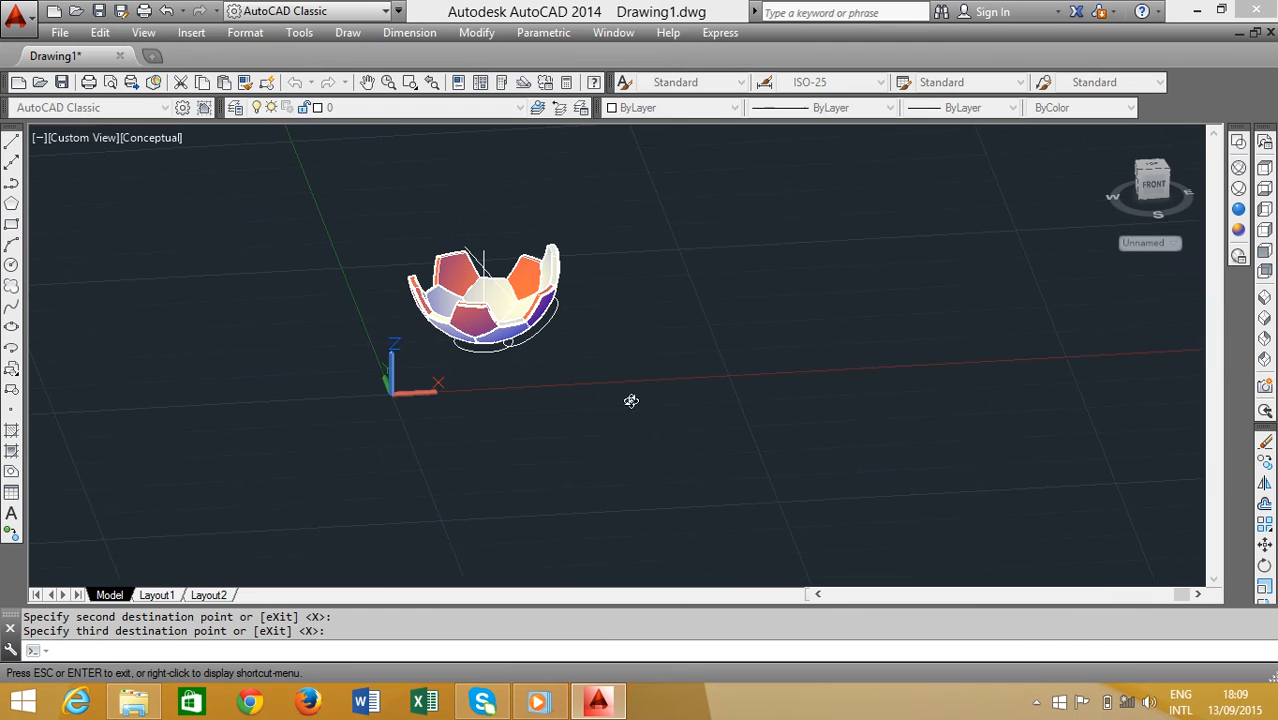 AutoCAD Classic
Autodesk AutoCAD 2014 Drawing1.dwg
Type a keyword or phrase
Sign In
File Edit View Insert Format Tools Draw Dimension Modify Parametric Window Help Express
Drawing1*
Standard ISO-25 Standard Standard
AutoCAD Classic 0 ByLayer ByLayer ByLayer ByColor
[−][Custom View][Conceptual]
TOP
FRONT
W E
S
Unnamed
Z
X
Model Layout1 Layout2
Specify second destination point or [eXit] <X>:
Specify third destination point or [eXit] <X>:
Press ESC or ENTER to exit, or right-click to display shortcut-menu.
ENG 18:09
INTL 13/09/2015